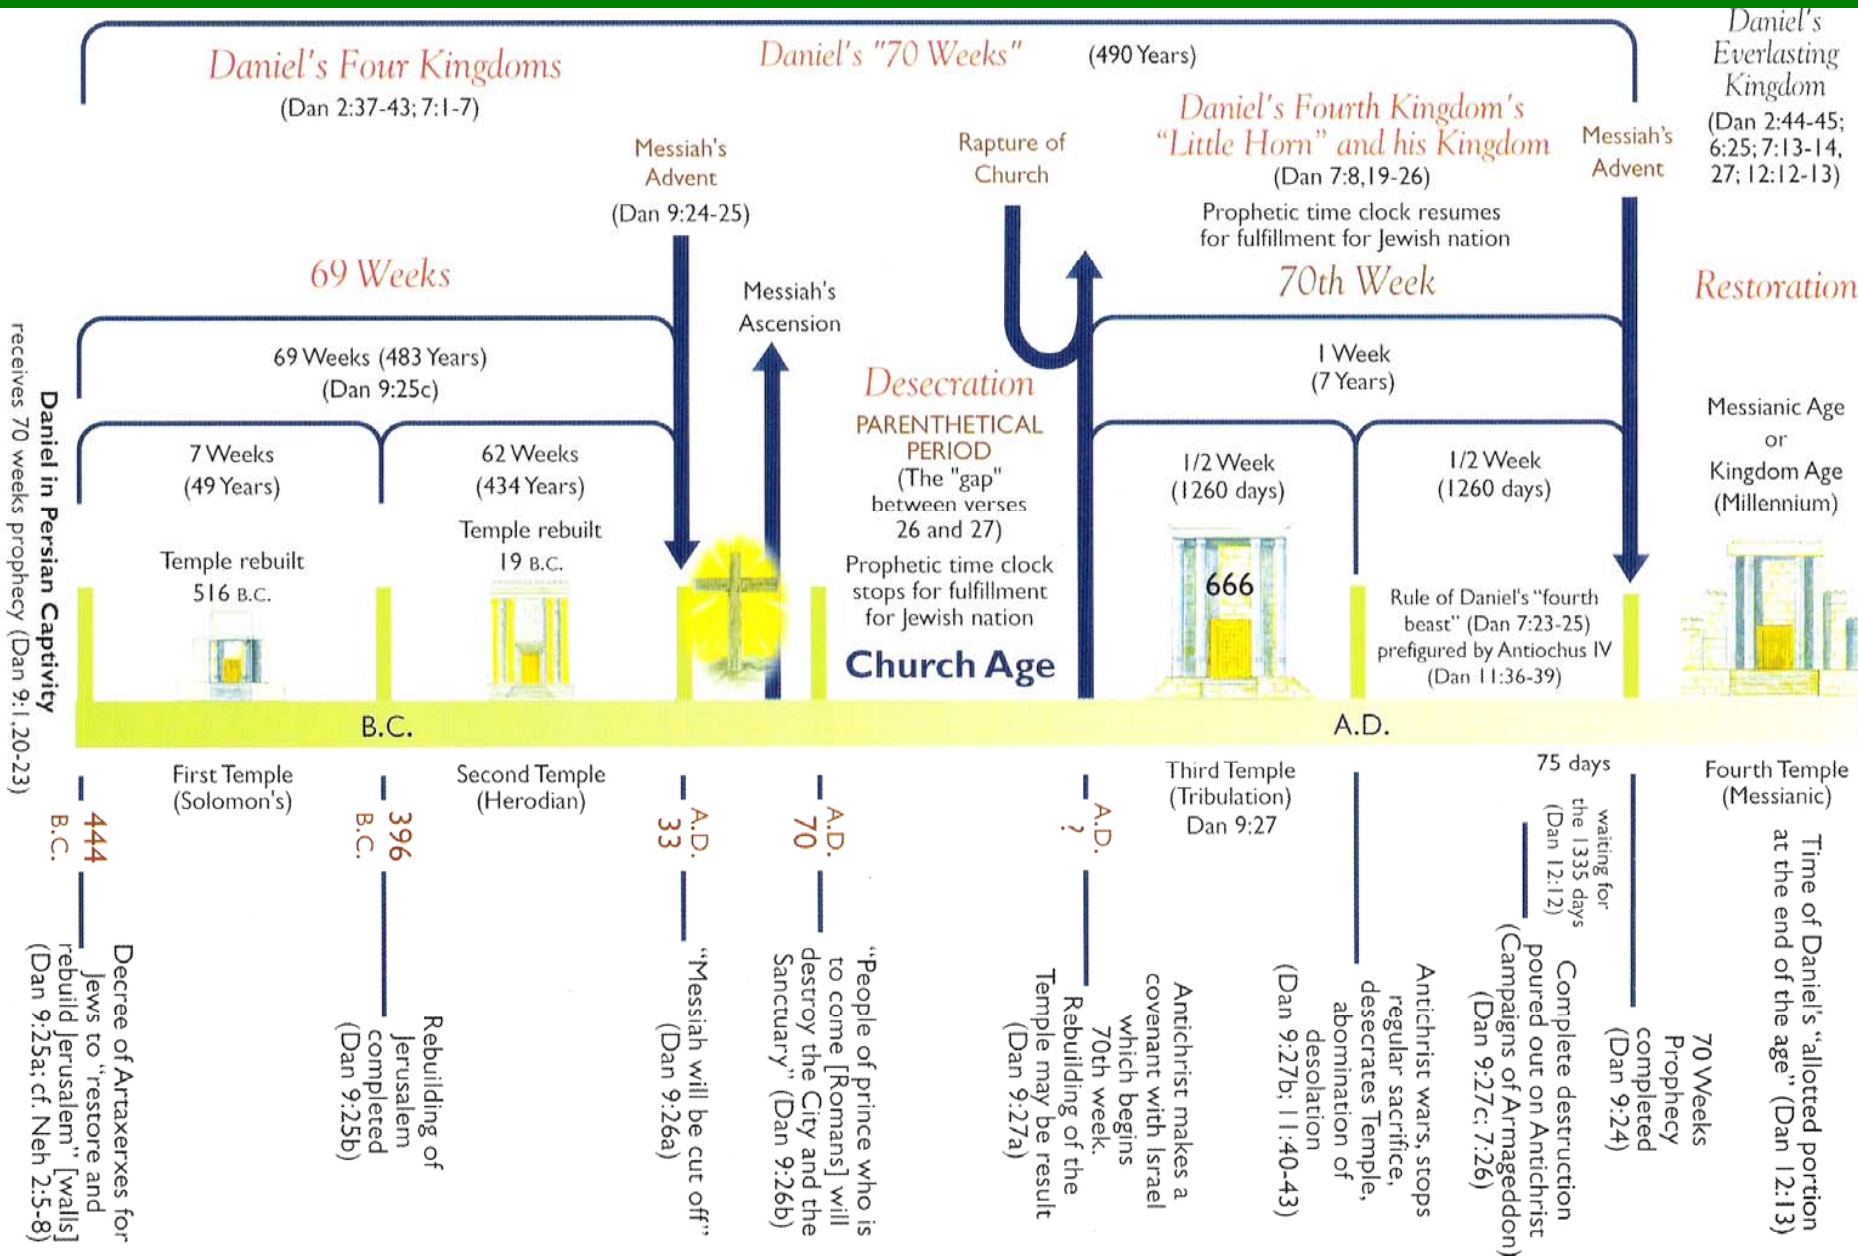 Daniel's Four Kingdoms
(Dan 2:37-43; 7:1-7)
Daniel's "70 Weeks"
(490 Years)
Daniel's
Everlasting
Kingdom
(Dan 2:44-45;
6:25; 7:13-14,
27; 12:12-13)
Messiah's
Advent
(Dan 9:24-25)
Rapture of
Church
Daniel's Fourth Kingdom's
“Little Horn” and his Kingdom
(Dan 7:8,19-26)
Prophetic time clock resumes
for fulfillment for Jewish nation
Messiah's
Advent
69 Weeks
Messiah's
Ascension
70th Week
Restoration
69 Weeks (483 Years)
(Dan 9:25c)
1 Week
(7 Years)
7 Weeks
(49 Years)
62 Weeks
(434 Years)
Desecration
PARENTHETICAL
PERIOD
(The "gap"
between verses
26 and 27)
Prophetic time clock
stops for fulfillment
for Jewish nation
Church Age
1/2 Week
(1260 days)
1/2 Week
(1260 days)
Messianic Age
or
Kingdom Age
(Millennium)
Temple rebuilt
516 B.C.
Temple rebuilt
19 B.C.
666
Rule of Daniel's “fourth
beast” (Dan 7:23-25)
prefigured by Antiochus IV
(Dan 11:36-39)
Daniel in Persian Captivity
receives 70 weeks prophecy (Dan 9:1,20-23)
B.C.
A.D.
First Temple
(Solomon's)
Second Temple
(Herodian)
Third Temple
(Tribulation)
Dan 9:27
75 days
waiting for
the 1335 days
(Dan 12:12)
Fourth Temple
(Messianic)
444
B.C.
396
B.C.
A.D.
33
A.D.
70
A.D.
?
Decree of Artaxerxes for
Jews to “restore and
rebuild Jerusalem” [walls]
(Dan 9:25a; cf. Neh 2:5-8)
Rebuilding of
Jerusalem
completed
(Dan 9:25b)
“Messiah will be cut off”
(Dan 9:26a)
“People of prince who is
to come [Romans] will
destroy the City and the
Sanctuary” (Dan 9:26b)
Antichrist makes a
covenant with Israel
which begins
70th week.
Rebuilding of the
Temple may be result
(Dan 9:27a)
Antichrist wars, stops
regular sacrifice,
desecrates Temple,
abomination of
desolation
(Dan 9:27b; 11:40-43)
Complete destruction
poured out on Antichrist
(Campaigns of Armageddon)
(Dan 9:27c; 7:26)
70 Weeks
Prophecy
completed
(Dan 9:24)
Time of Daniel's “allotted portion
at the end of the age” (Dan 12:13)